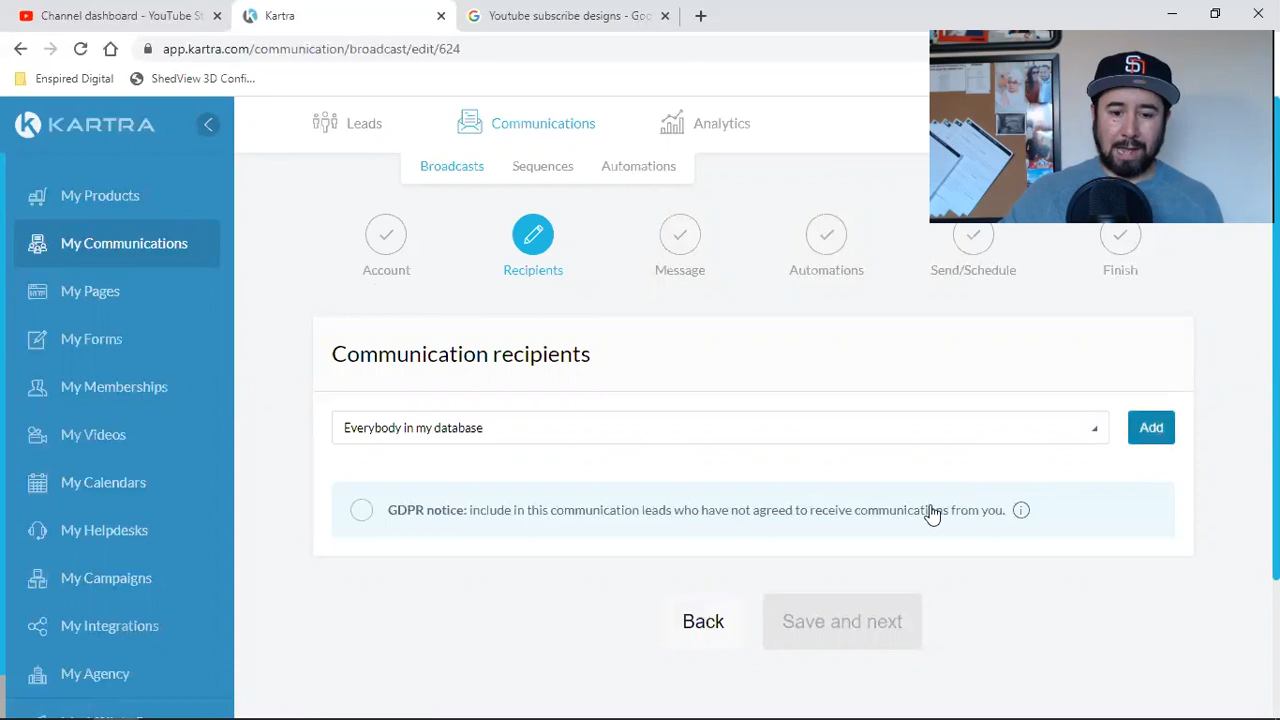 Channel dashboard - YouTube St
Kartra
Youtube subscribe designs - Goo
app.kartra.com/communication/broadcast/edit/624
Enspired Digital
ShedView 3D Confi...
KARTRA
Leads
Communications
Analytics
Broadcasts
Sequences
Automations
My Products
My Communications
My Pages
My Forms
My Memberships
My Videos
My Calendars
My Helpdesks
My Campaigns
My Integrations
My Agency
Account
Recipients
Message
Automations
Send/Schedule
Finish
Communication recipients
Everybody in my database
Add
GDPR notice: include in this communication leads who have not agreed to receive communications from you.
Back
Save and next